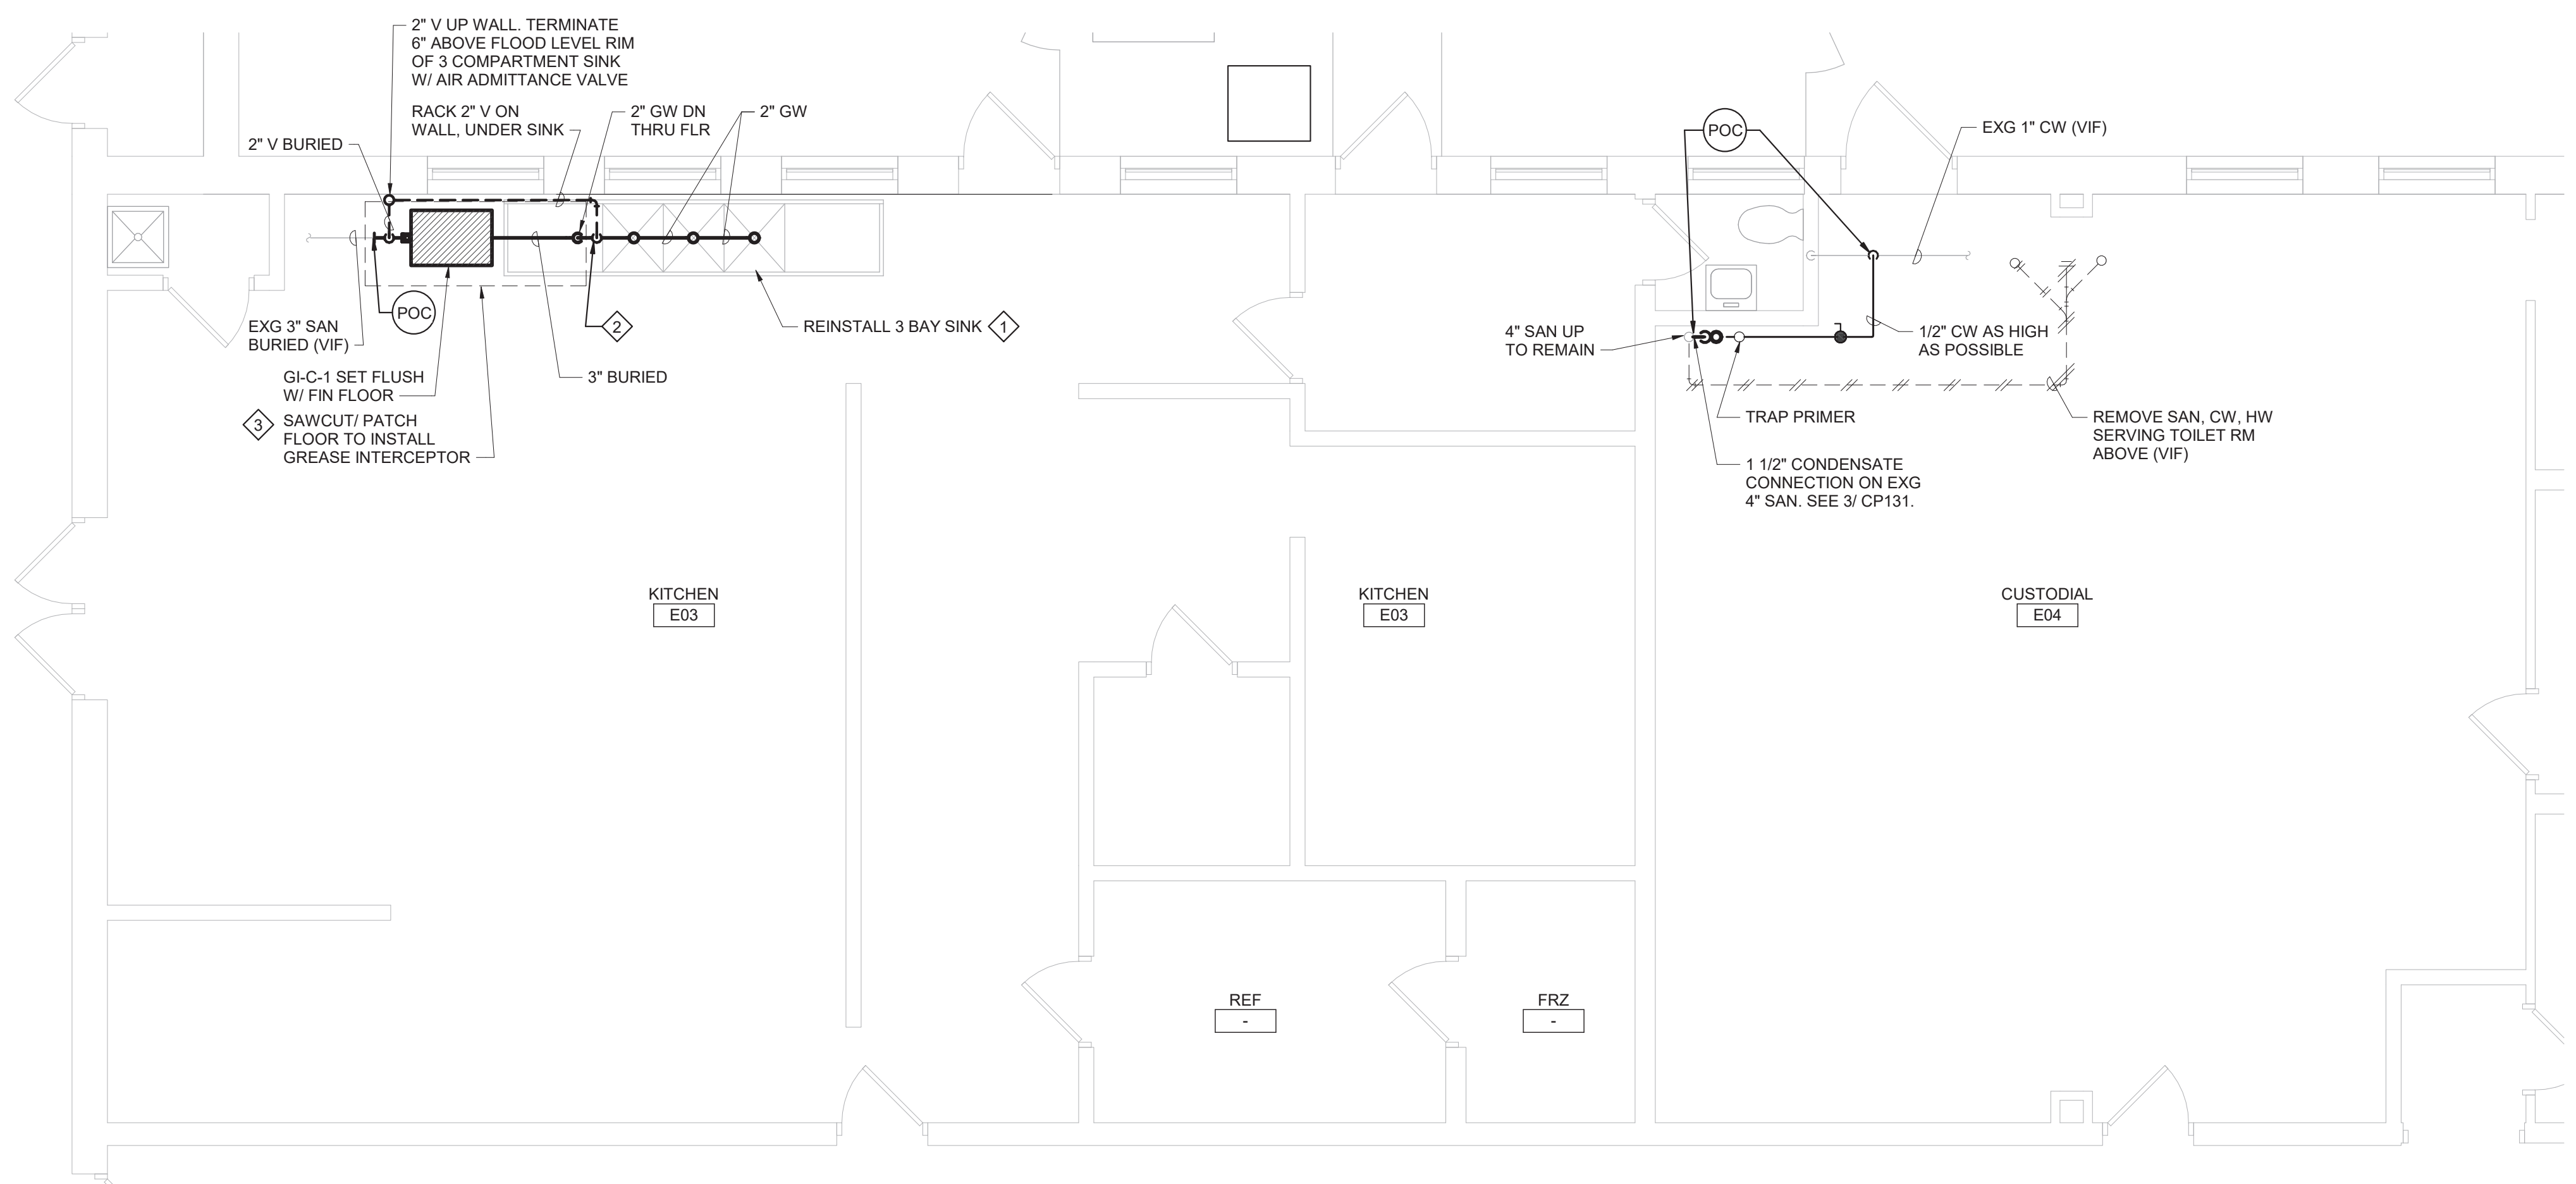 2" V UP WALL. TERMINATE
6" ABOVE FLOOD LEVEL RIM
OF 3 COMPARTMENT SINK
W/ AIR ADMITTANCE VALVE
RACK 2" V ON
WALL, UNDER SINK
2" GW DN
THRU FLR
2" GW
2" V BURIED
POC
EXG 1" CW (VIF)
POC
EXG 3" SAN
BURIED (VIF)
2
REINSTALL 3 BAY SINK
1
4" SAN UP
TO REMAIN
1/2" CW AS HIGH
AS POSSIBLE
GI-C-1 SET FLUSH
W/ FIN FLOOR
3" BURIED
3
SAWCUT/ PATCH
FLOOR TO INSTALL
GREASE INTERCEPTOR
TRAP PRIMER
REMOVE SAN, CW, HW
SERVING TOILET RM
ABOVE (VIF)
1 1/2" CONDENSATE
CONNECTION ON EXG
4" SAN. SEE 3/ CP131.
KITCHEN
E03
KITCHEN
E03
CUSTODIAL
E04
REF
-
FRZ
-